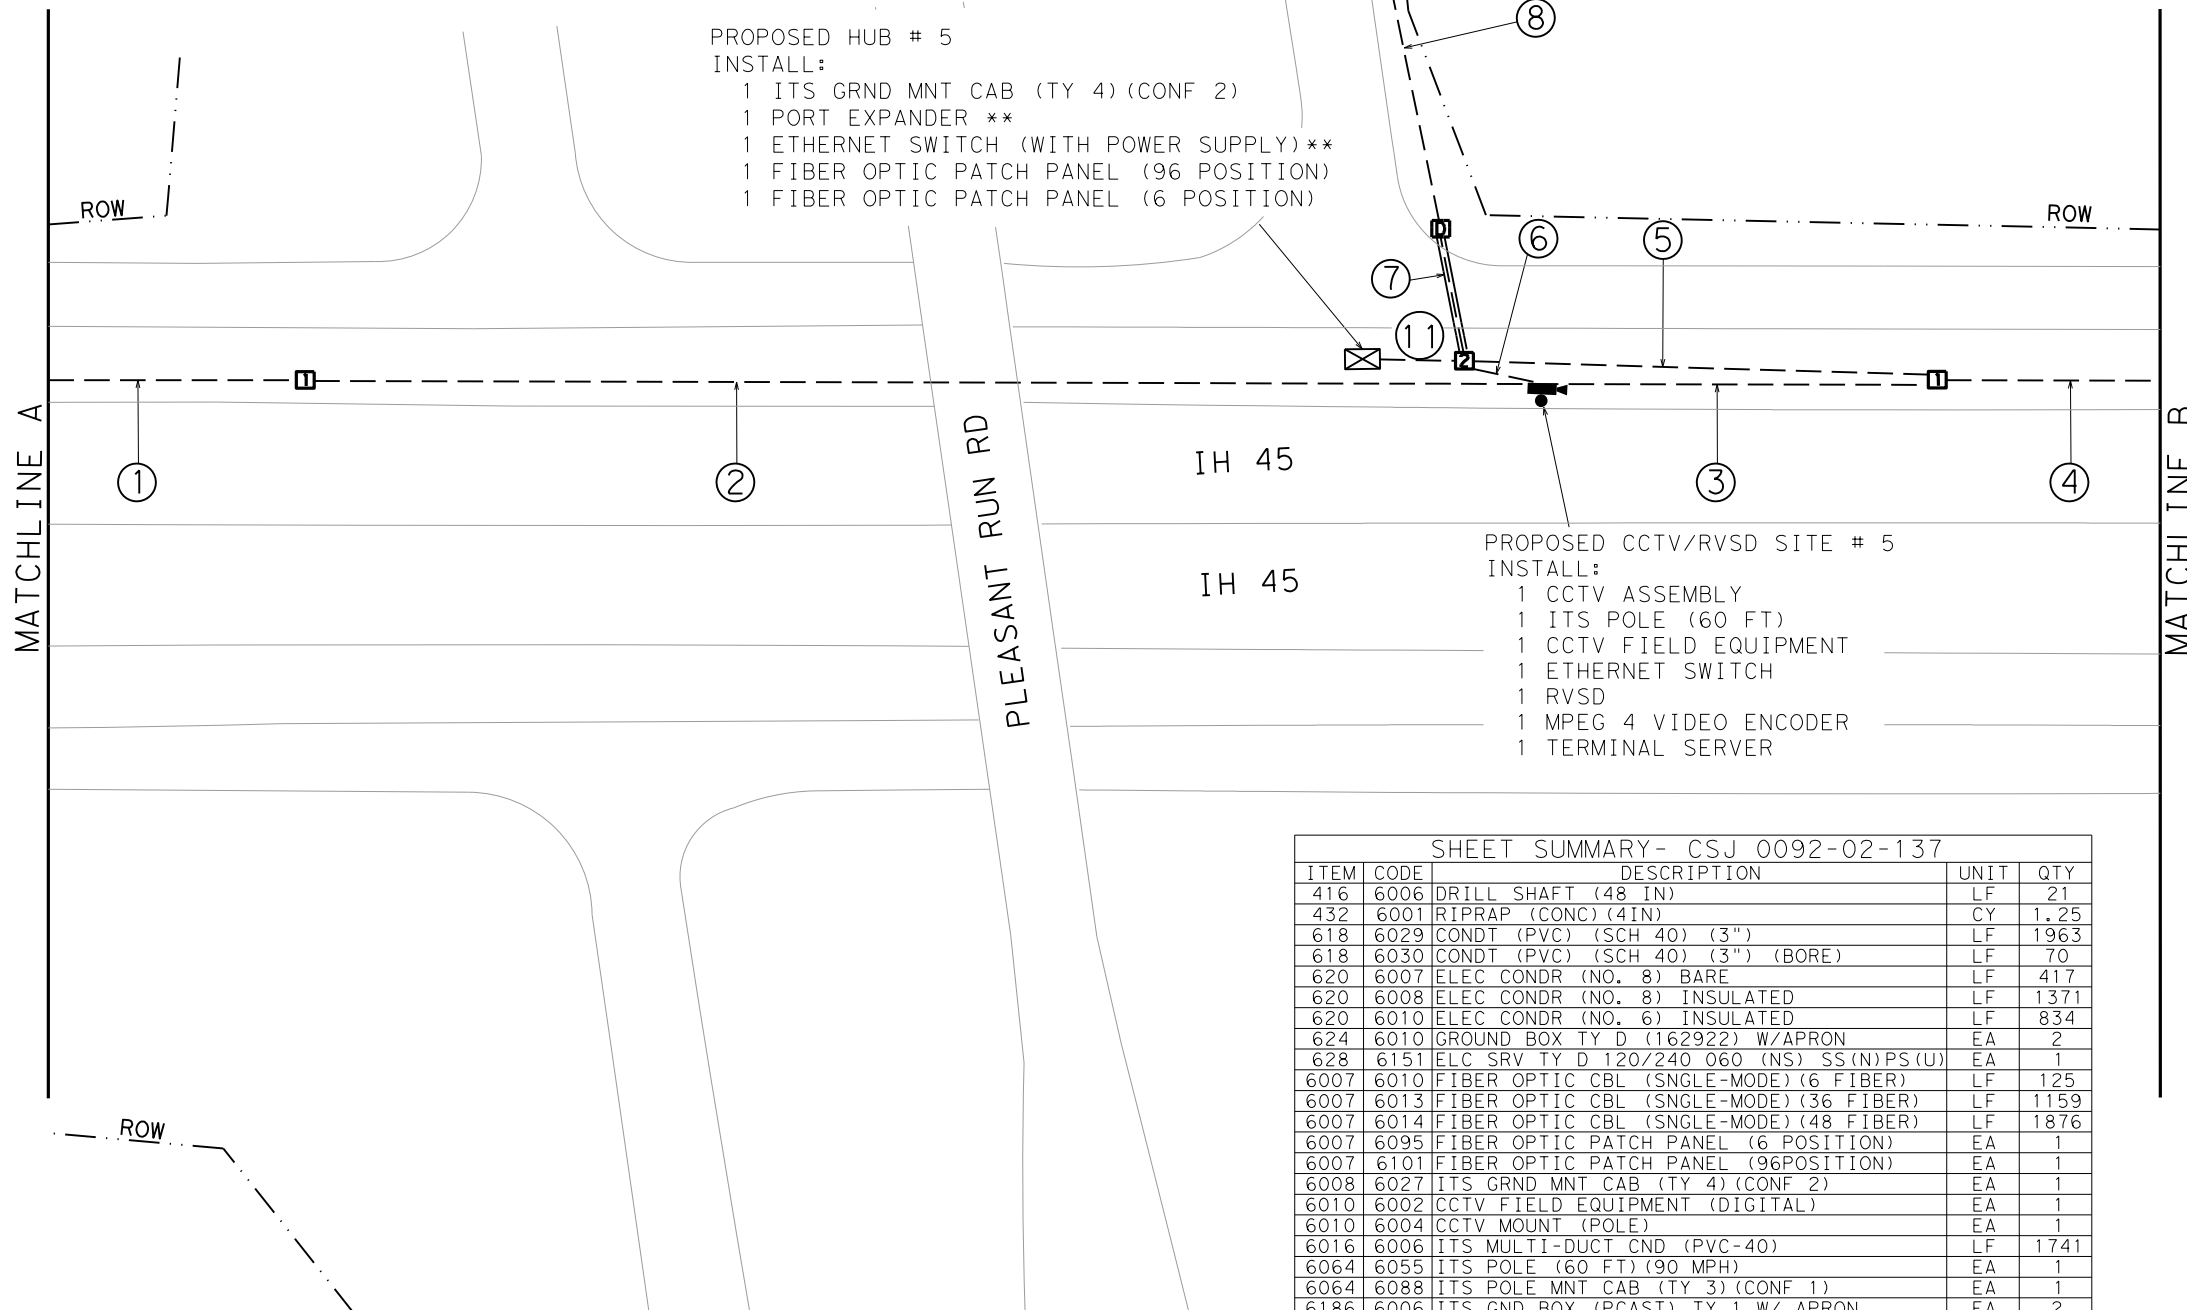 8
PROPOSED HUB # 5
INSTALL:
1 ITS GRND MNT CAB (TY 4)(CONF 2)
1 PORT EXPANDER **
1 ETHERNET SWITCH (WITH POWER SUPPLY)**
1 FIBER OPTIC PATCH PANEL (96 POSITION)
1 FIBER OPTIC PATCH PANEL (6 POSITION)
ROW
ROW
D
6
5
7
11
2
1
1
MATCHLINE A
MATCHLINE B
1
2
3
4
PLEASANT RUN RD
IH 45
IH 45
PROPOSED CCTV/RVSD SITE # 5
INSTALL:
1 CCTV ASSEMBLY
1 ITS POLE (60 FT)
1 CCTV FIELD EQUIPMENT
1 ETHERNET SWITCH
1 RVSD
1 MPEG 4 VIDEO ENCODER
1 TERMINAL SERVER
ROW
SHEET SUMMARY- CSJ 0092-02-137
ITEM CODE DESCRIPTION UNIT QTY
416 6006 DRILL SHAFT (48 IN) LF 21
432 6001 RIPRAP (CONC)(4IN) CY 1.25
618 6029 CONDT (PVC) (SCH 40) (3") LF 1963
618 6030 CONDT (PVC) (SCH 40) (3") (BORE) LF 70
620 6007 ELEC CONDR (NO. 8) BARE LF 417
620 6008 ELEC CONDR (NO. 8) INSULATED LF 1371
620 6010 ELEC CONDR (NO. 6) INSULATED LF 834
624 6010 GROUND BOX TY D (162922) W/APRON EA 2
628 6151 ELC SRV TY D 120/240 060 (NS) SS(N)PS(U) EA 1
6007 6010 FIBER OPTIC CBL (SNGLE-MODE)(6 FIBER) LF 125
6007 6013 FIBER OPTIC CBL (SNGLE-MODE)(36 FIBER) LF 1159
6007 6014 FIBER OPTIC CBL (SNGLE-MODE)(48 FIBER) LF 1876
6007 6095 FIBER OPTIC PATCH PANEL (6 POSITION) EA 1
6007 6101 FIBER OPTIC PATCH PANEL (96POSITION) EA 1
6008 6027 ITS GRND MNT CAB (TY 4)(CONF 2) EA 1
6010 6002 CCTV FIELD EQUIPMENT (DIGITAL) EA 1
6010 6004 CCTV MOUNT (POLE) EA 1
6016 6006 ITS MULTI-DUCT CND (PVC-40) LF 1741
6064 6055 ITS POLE (60 FT)(90 MPH) EA 1
6064 6088 ITS POLE MNT CAB (TY 3)(CONF 1) EA 1
6186 6006 ITS GND BOX (PCAST) TY 1 W/ APRON EA 2